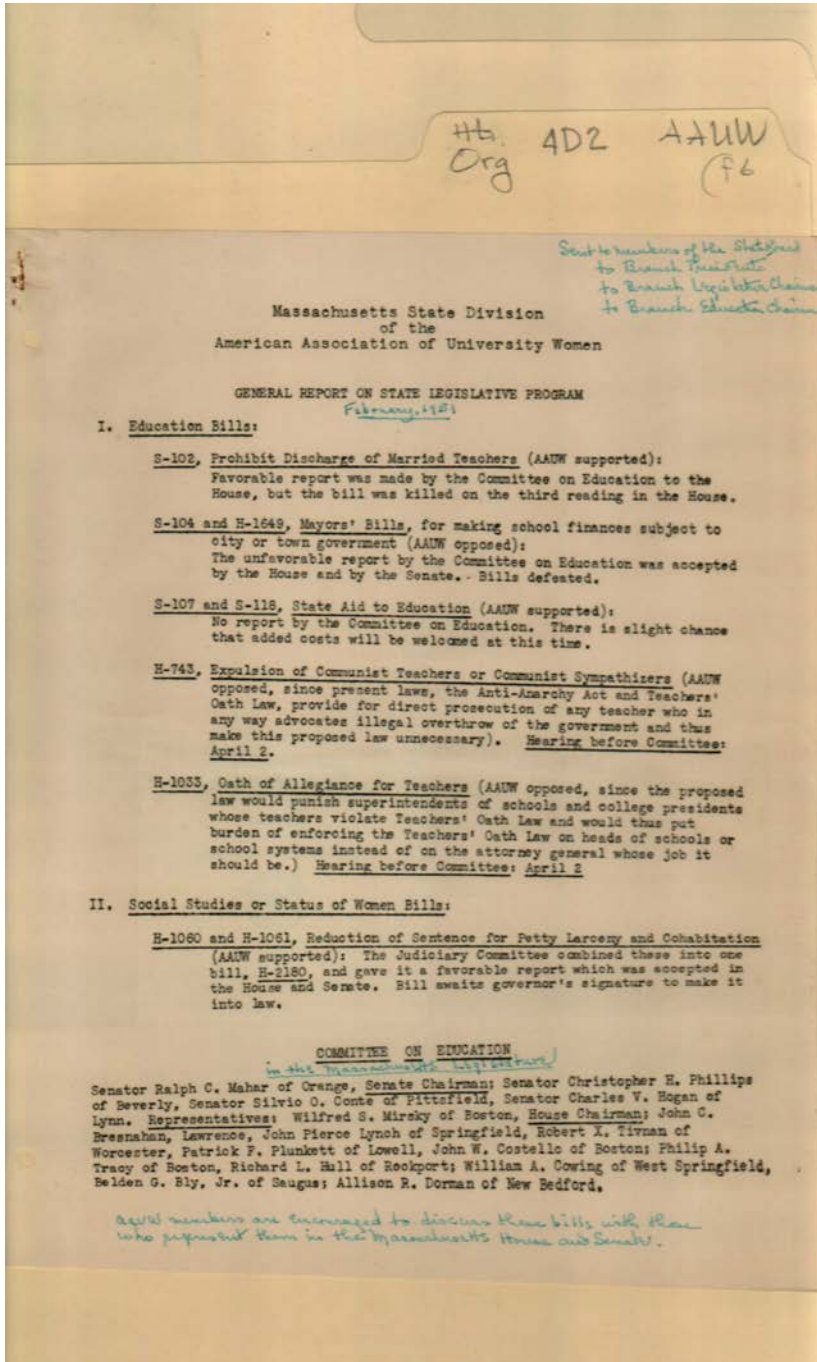 Hts. 4D2 AAUW
Org (f6
Sent to members of the State Board
to Branch Presidents
to Branch Legislative Chairmen
to Branch Education Chairmen
Massachusetts State Division
of the
American Association of University Women
GENERAL REPORT ON STATE LEGISLATIVE PROGRAM
February, 1951
I. Education Bills:
S-102, Prohibit Discharge of Married Teachers (AAUW supported):
Favorable report was made by the Committee on Education to the
House, but the bill was killed on the third reading in the House.
S-104 and H-1649, Mayors' Bills, for making school finances subject to
city or town government (AAUW opposed):
The unfavorable report by the Committee on Education was accepted
by the House and by the Senate. Bills defeated.
S-107 and S-118, State Aid to Education (AAUW supported):
No report by the Committee on Education. There is slight chance
that added costs will be welcomed at this time.
H-743, Expulsion of Communist Teachers or Communist Sympathizers (AAUW
opposed, since present laws, the Anti-Anarchy Act and Teachers'
Oath Law, provide for direct prosecution of any teacher who in
any way advocates illegal overthrow of the government and thus
make this proposed law unnecessary). Hearing before Committee:
April 2.
H-1033, Oath of Allegiance for Teachers (AAUW opposed, since the proposed
law would punish superintendents of schools and college presidents
whose teachers violate Teachers' Oath Law and would thus put
burden of enforcing the Teachers' Oath Law on heads of schools or
school systems instead of on the attorney general whose job it
should be.) Hearing before Committee: April 2
II. Social Studies or Status of Women Bills:
H-1060 and H-1061, Reduction of Sentence for Petty Larceny and Cohabitation
(AAUW supported): The Judiciary Committee combined these into one
bill, H-2180, and gave it a favorable report which was accepted in
the House and Senate. Bill awaits governor's signature to make it
into law.
COMMITTEE ON EDUCATION
in the Massachusetts Legislature
Senator Ralph C. Mahar of Orange, Senate Chairman; Senator Christopher H. Phillips
of Beverly, Senator Silvio O. Conte of Pittsfield, Senator Charles V. Hogan of
Lynn. Representatives: Wilfred S. Mirsky of Boston, House Chairman; John C.
Bresnahan, Lawrence, John Pierce Lynch of Springfield, Robert X. Tivnan of
Worcester, Patrick F. Plunkett of Lowell, John W. Costello of Boston; Philip A.
Tracy of Boston, Richard L. Hull of Rockport; William A. Cowing of West Springfield,
Belden G. Bly, Jr. of Saugus; Allison R. Dorman of New Bedford.
AAUW members are encouraged to discuss these bills with those
who represent them in the Massachusetts House and Senate.